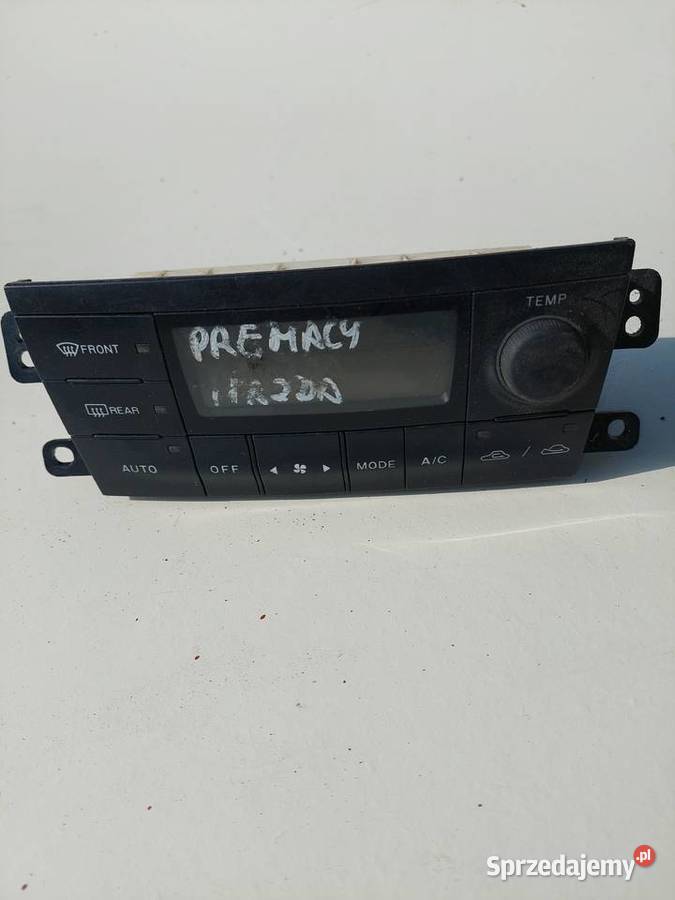 TEMP
FRONT
PREMACY
REAR
AUTO
OFF
MODE
A/C
/
Sprzedajemy.pl